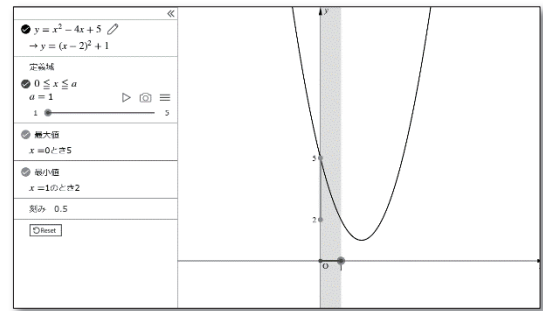 ≪
y = x² − 4x + 5
→ y = (x − 2)² + 1
定義域
0 ≦ x ≦ a
a = 1
1 5
最大値
x =0とき5
最小値
x =1のとき2
刻み 0.5
Reset
y
5
2
O 1